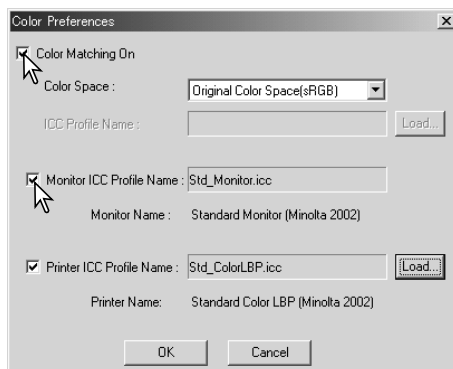 Color Preferences
Color Matching On
Color Space : Original Color Space(sRGB)
ICC Profile Name : Load...
Monitor ICC Profile Name : Std_Monitor.icc
Monitor Name : Standard Monitor (Minolta 2002)
Printer ICC Profile Name : Std_ColorLBP.icc Load...
Printer Name: Standard Color LBP (Minolta 2002)
OK Cancel